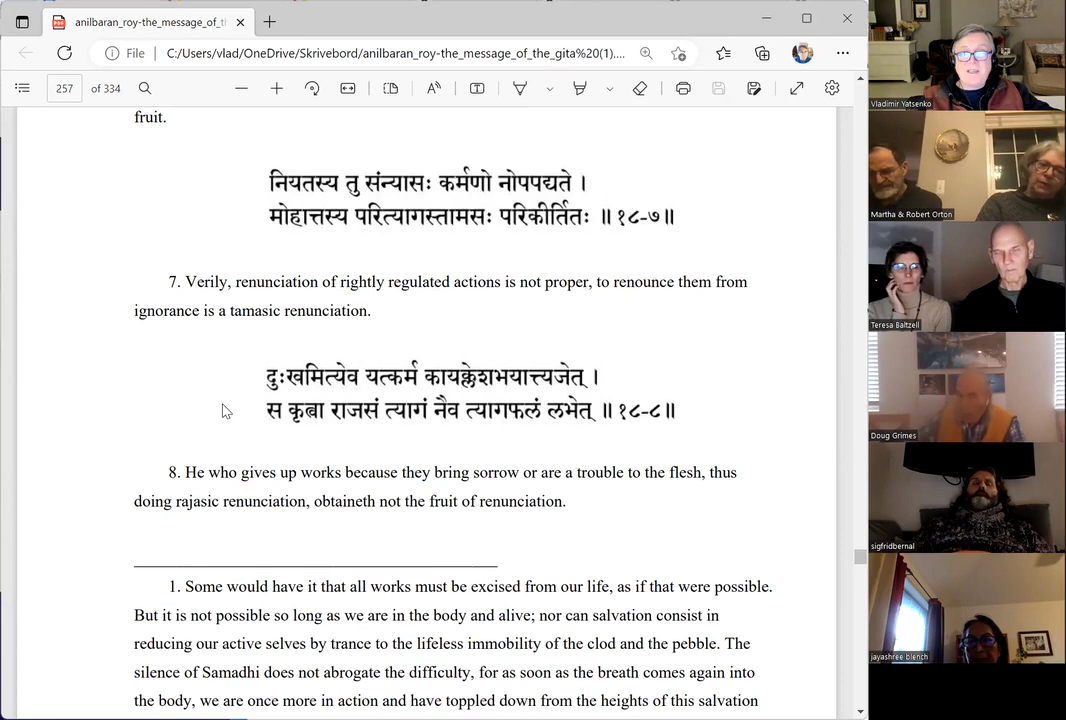 anilbaran_roy-the_message_of_th
File
C:/Users/vlad/OneDrive/Skrivebord/anilbaran_roy-the_message_of_the_gita%20(1)....
257
of 334
fruit.
नियतस्य तु संन्यासः कर्मणो नोपपद्यते ।
मोहात्तस्य परित्यागस्तामसः परिकीर्तितः ॥१८-७॥
7. Verily, renunciation of rightly regulated actions is not proper, to renounce them from
ignorance is a tamasic renunciation.
दुःखमित्येव यत्कर्म कायक्लेशभयात्त्यजेत् ।
स कृत्वा राजसं त्यागं नैव त्यागफलं लभेत् ॥१८-८॥
8. He who gives up works because they bring sorrow or are a trouble to the flesh, thus
doing rajasic renunciation, obtaineth not the fruit of renunciation.
1. Some would have it that all works must be excised from our life, as if that were possible.
But it is not possible so long as we are in the body and alive; nor can salvation consist in
reducing our active selves by trance to the lifeless immobility of the clod and the pebble. The
silence of Samadhi does not abrogate the difficulty, for as soon as the breath comes again into
the body, we are once more in action and have toppled down from the heights of this salvation
Vladimir Yatsenko
Martha & Robert Orton
Teresa Baltzell
Doug Grimes
sigfridbernal
jayashree blench